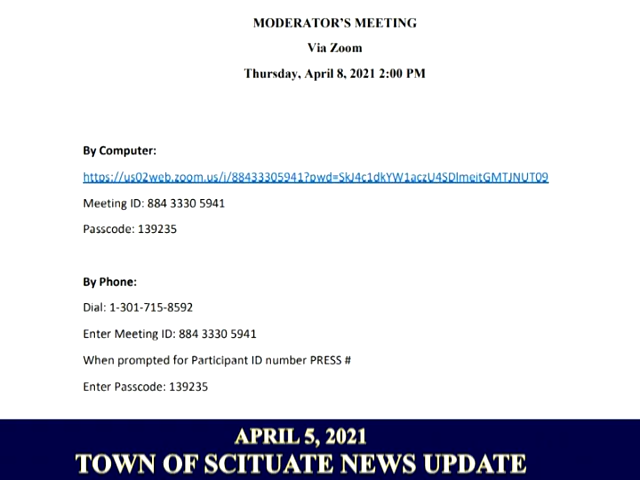 MODERATOR'S MEETING
Via Zoom
Thursday, April 8, 2021 2:00 PM
By Computer:
https://us02web.zoom.us/j/88433305941?pwd=SkJ4c1dkYW1aczU4SDlmeitGMTJNUT09
Meeting ID: 884 3330 5941
Passcode: 139235
By Phone:
Dial: 1-301-715-8592
Enter Meeting ID: 884 3330 5941
When prompted for Participant ID number PRESS #
Enter Passcode: 139235
APRIL 5, 2021
TOWN OF SCITUATE NEWS UPDATE